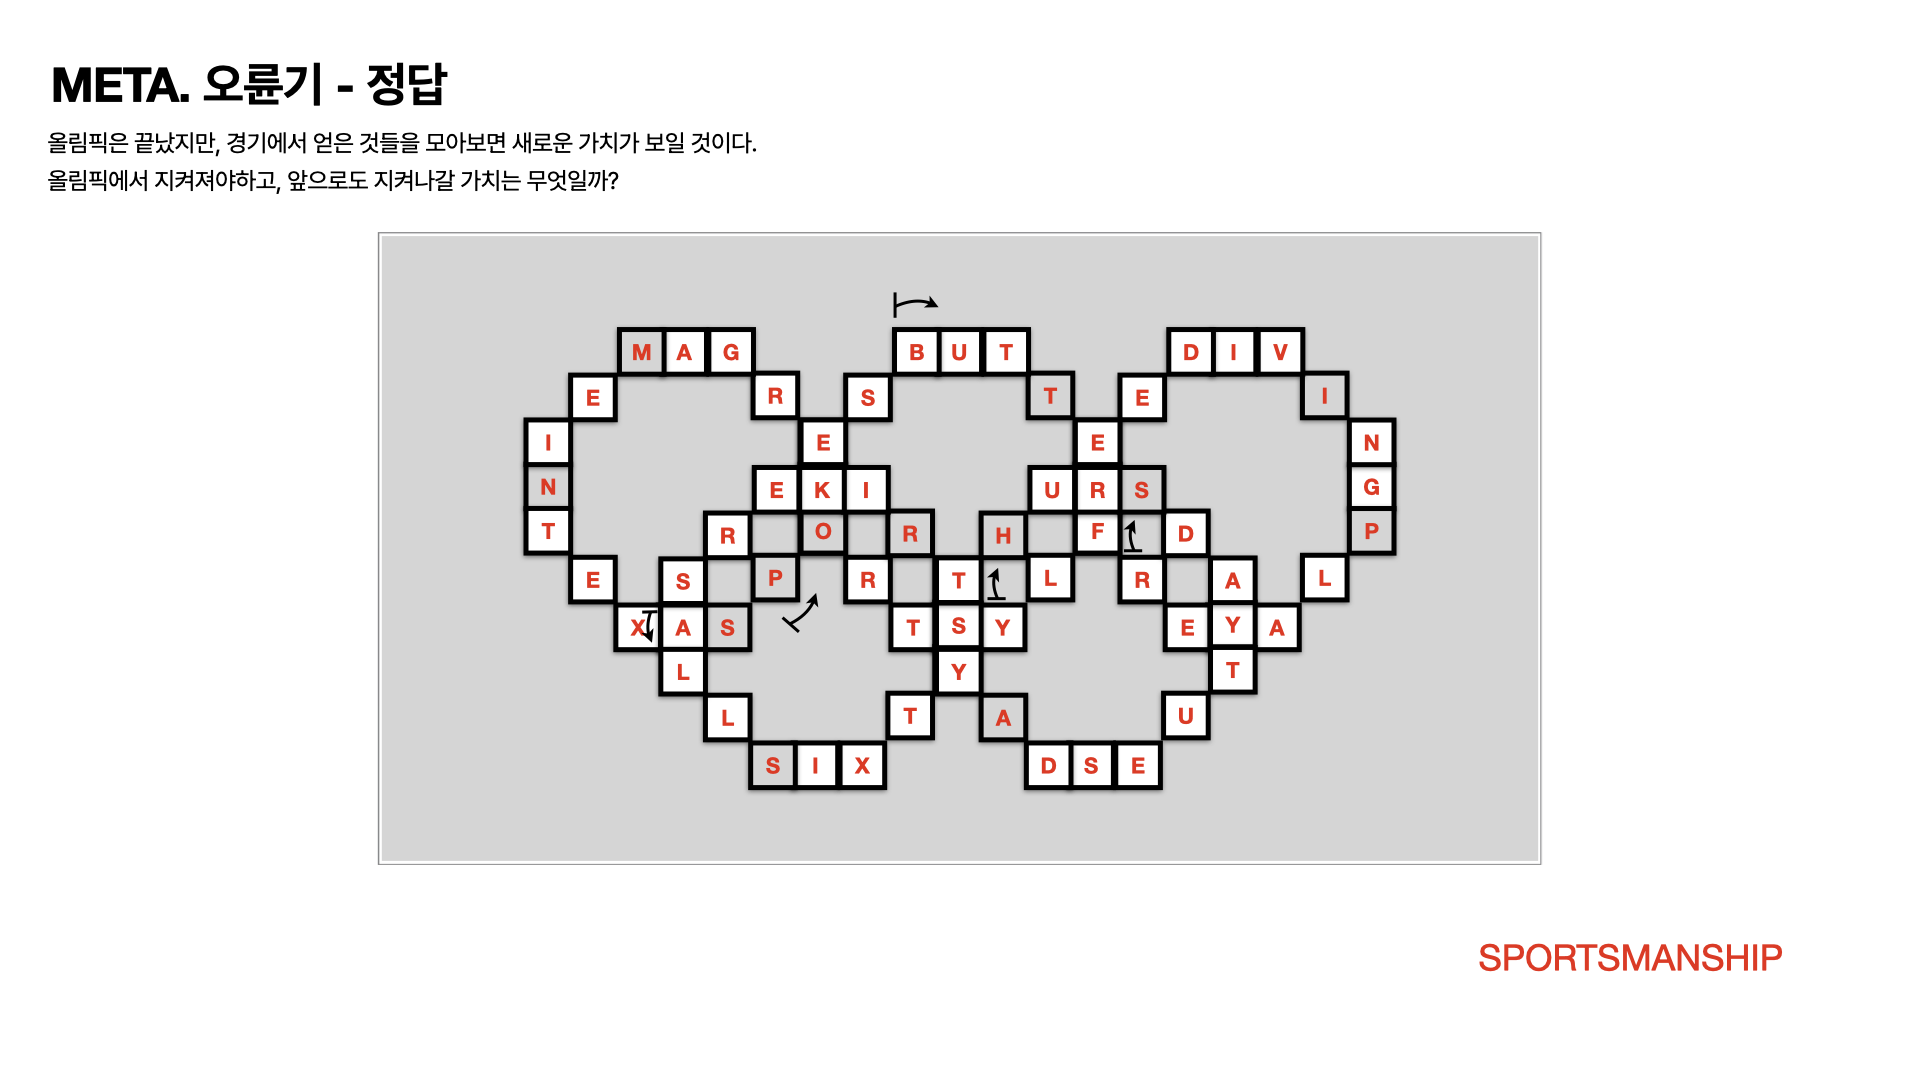 META. 오륜기 - 정답
올림픽은 끝났지만, 경기에서 얻은 것들을 모아보면 새로운 가치가 보일 것이다.
올림픽에서 지켜져야하고, 앞으로도 지켜나갈 가치는 무엇일까?
M A G B U T D I V
E R S T E I
I E E N
N E K I U R S G
T R O R H F D P
E S P R T L R A L
X A S T S Y E Y A
L Y T
L T A U
S I X D S E
SPORTSMANSHIP